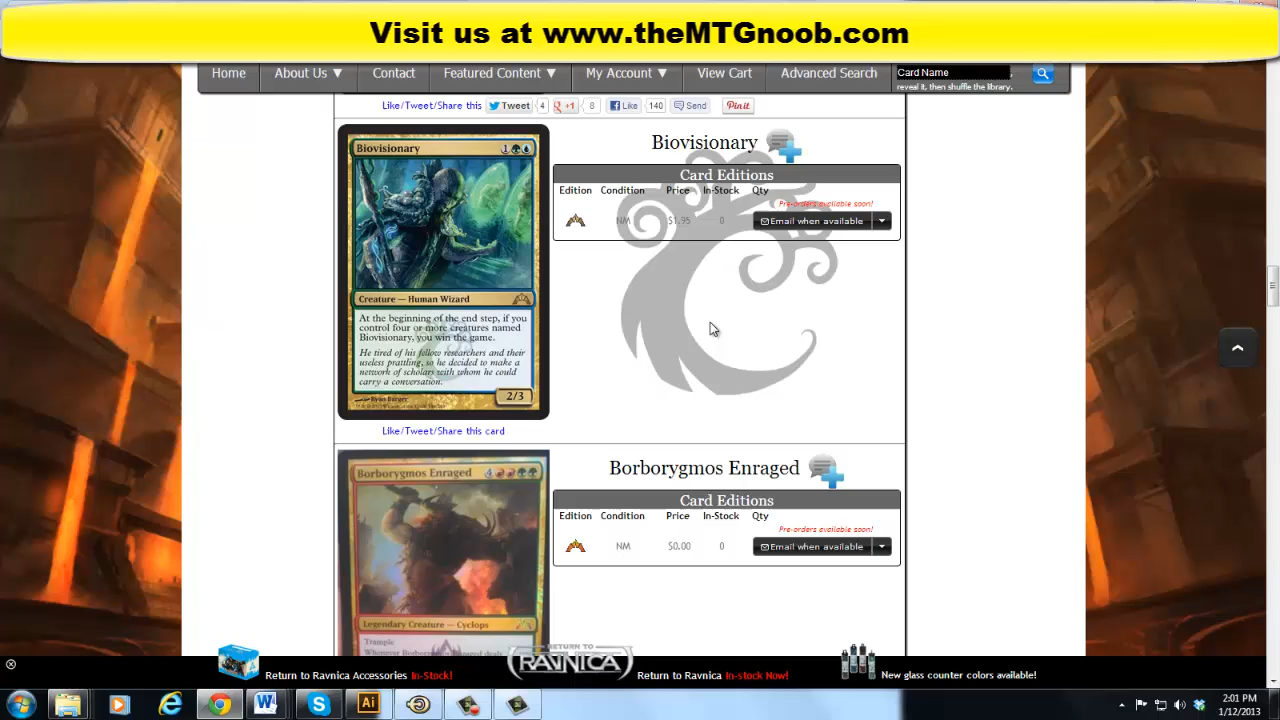 Visit us at www.theMTGnoob.com
Home About Us ▼ Contact Featured Content ▼ My Account ▼ View Cart Advanced Search Card Name
reveal it, then shuffle the library.
Like/Tweet/Share this Tweet 4 +1 8 Like 140 Send Pin it
Biovisionary 1
Biovisionary
Card Editions
Edition Condition Price In-Stock Qty
Pre-orders available soon!
NM $1.95 0 Email when available
Creature — Human Wizard
At the beginning of the end step, if you
control four or more creatures named
Biovisionary, you win the game.
He tired of his fellow researchers and their
useless prattling, so he decided to make a
network of scholars with whom he could
carry a conversation.
Ryan Barger
2/3
Like/Tweet/Share this card
Borborygmos Enraged 4
Borborygmos Enraged
Card Editions
Edition Condition Price In-Stock Qty
Pre-orders available soon!
NM $0.00 0 Email when available
Legendary Creature — Cyclops
Trample
Return to Ravnica Accessories In-Stock!
RETURN TO
RAVNICA
Return to Ravnica In-stock Now!
New glass counter colors available!
2:01 PM
1/12/2013